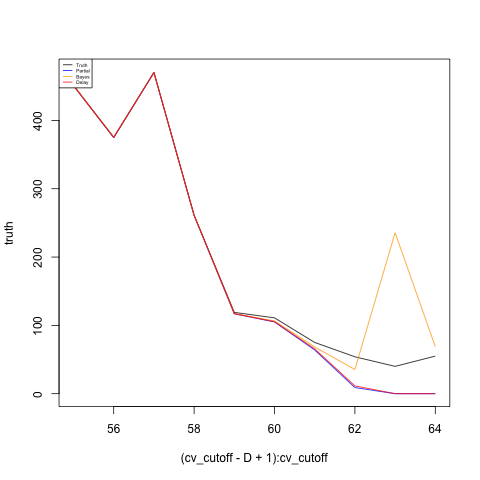 Truth
Partial
Bayes
Delay
truth
400
300
200
100
0
56
58
60
62
64
(cv_cutoff - D + 1):cv_cutoff